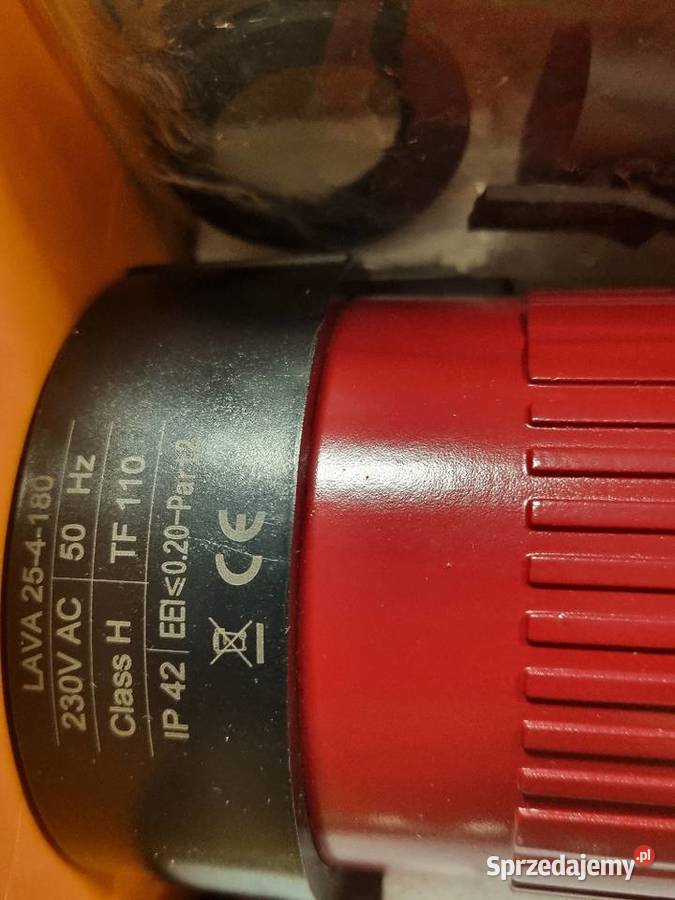 LAVA 25-4-180
230V AC 50 Hz
Class H TF 110
IP 42 EEI≤0.20-Part2
CE
Sprzedajemy.pl